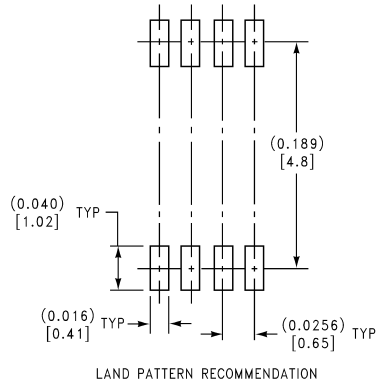 (0.189)
[4.8]
(0.040)
[1.02]
TYP
(0.016)
[0.41]
TYP
(0.0256)
[0.65]
TYP
LAND PATTERN RECOMMENDATION